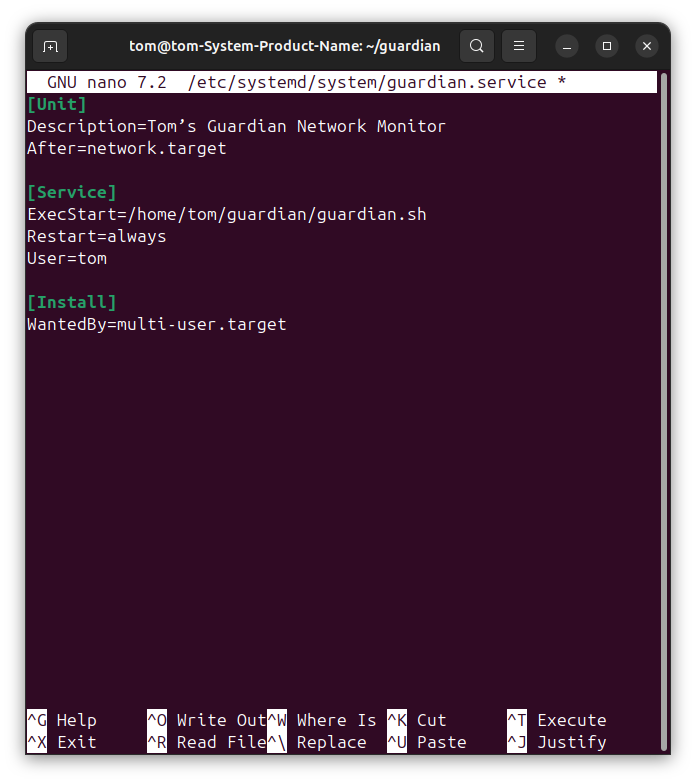 tom@tom-System-Product-Name: ~/guardian
GNU nano 7.2 /etc/systemd/system/guardian.service *
[Unit]
Description=Tom’s Guardian Network Monitor
After=network.target
[Service]
ExecStart=/home/tom/guardian/guardian.sh
Restart=always
User=tom
[Install]
WantedBy=multi-user.target
^G Help ^O Write Out ^W Where Is ^K Cut ^T Execute
^X Exit ^R Read File ^\ Replace ^U Paste ^J Justify